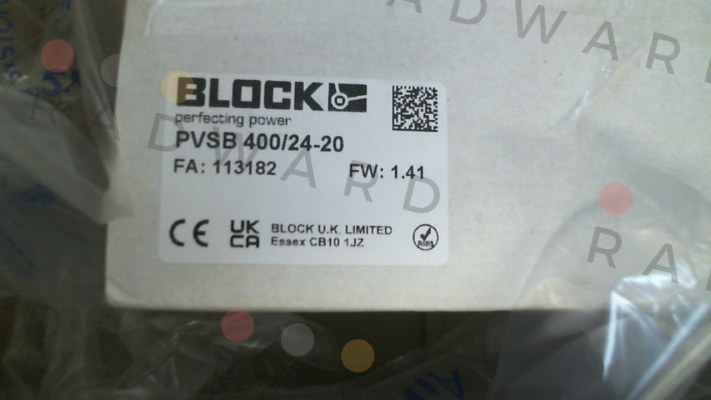 BLOCK
perfecting power
PVSB 400/24-20
FA: 113182 FW: 1.41
CE UK CA BLOCK U.K. LIMITED
Essex CB10 1JZ
RADWARD
RADWARD
RA